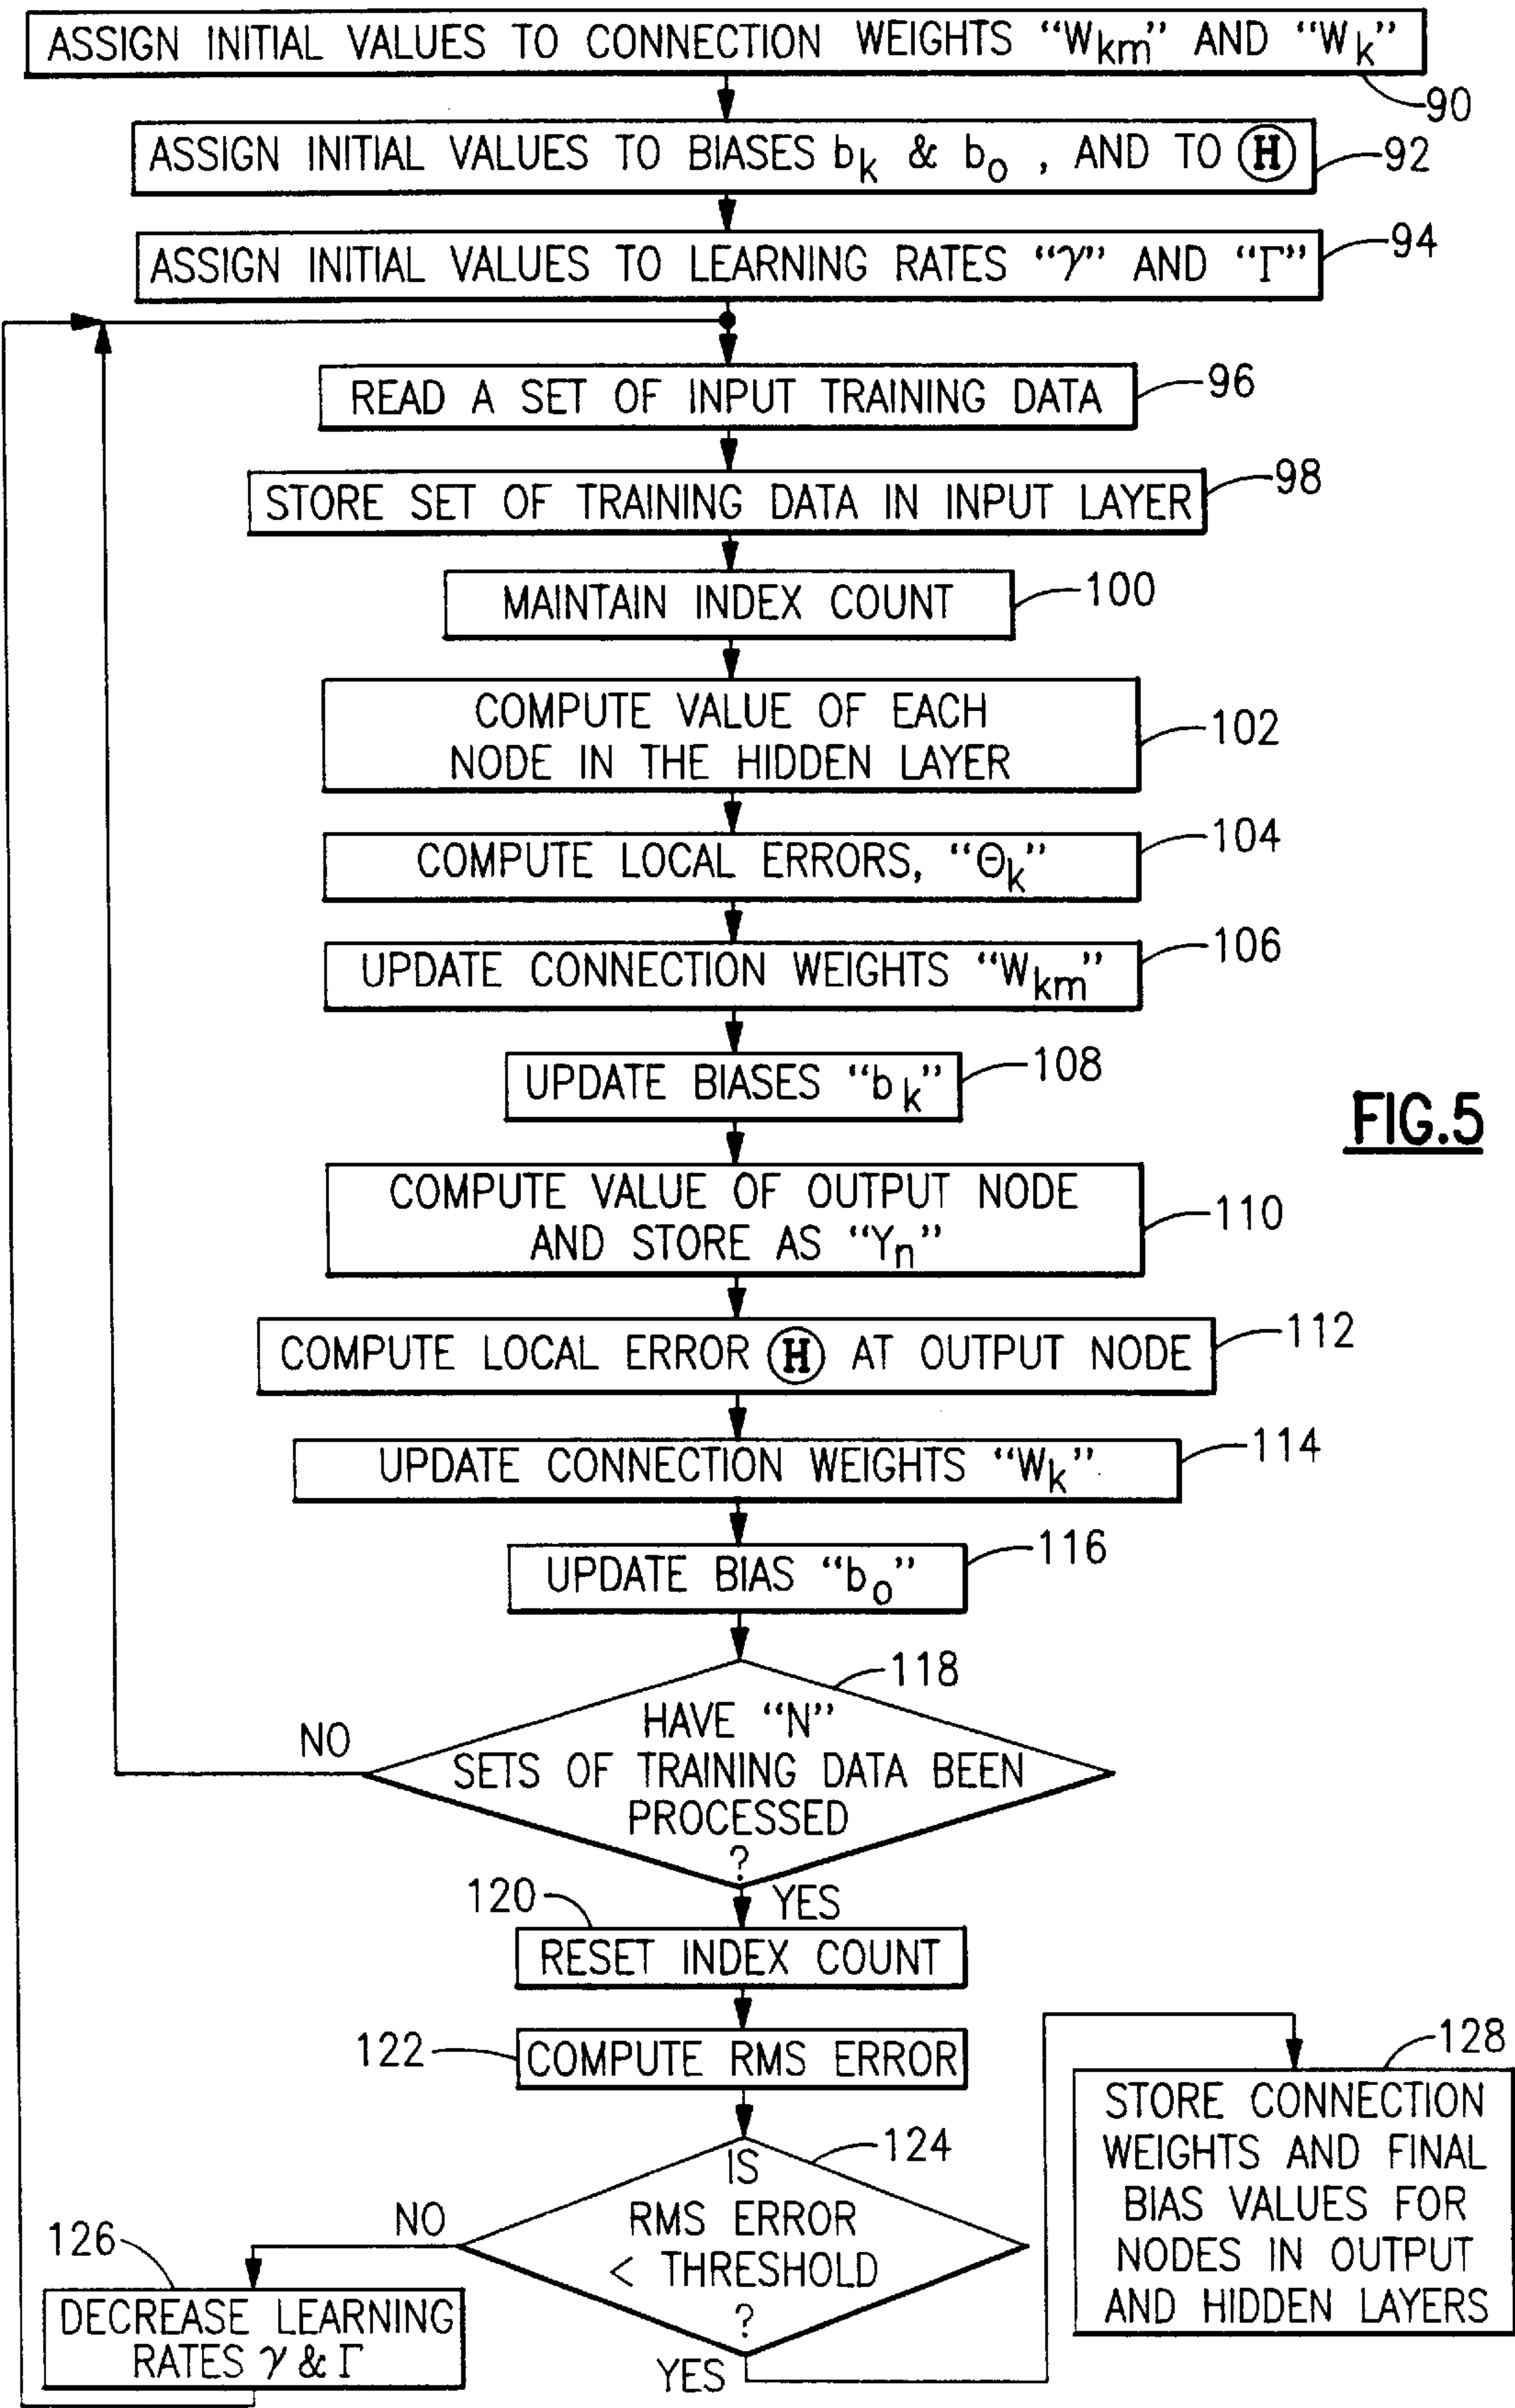 ASSIGN INITIAL VALUES TO CONNECTION WEIGHTS “Wkm” AND “Wk”
90
ASSIGN INITIAL VALUES TO BIASES bk & bo , AND TO H
92
ASSIGN INITIAL VALUES TO LEARNING RATES “γ” AND “Γ”
94
READ A SET OF INPUT TRAINING DATA
96
STORE SET OF TRAINING DATA IN INPUT LAYER
98
MAINTAIN INDEX COUNT
100
COMPUTE VALUE OF EACH
NODE IN THE HIDDEN LAYER
102
COMPUTE LOCAL ERRORS, “Θk”
104
UPDATE CONNECTION WEIGHTS “Wkm”
106
UPDATE BIASES “bk”
108
FIG.5
COMPUTE VALUE OF OUTPUT NODE
AND STORE AS “Yn”
110
COMPUTE LOCAL ERROR H AT OUTPUT NODE
112
UPDATE CONNECTION WEIGHTS “Wk”
114
UPDATE BIAS “bo”
116
118
HAVE “N”
SETS OF TRAINING DATA BEEN
PROCESSED
?
NO
YES
120
RESET INDEX COUNT
122
COMPUTE RMS ERROR
124
IS
RMS ERROR
< THRESHOLD
?
NO
YES
126
DECREASE LEARNING
RATES γ & Γ
128
STORE CONNECTION
WEIGHTS AND FINAL
BIAS VALUES FOR
NODES IN OUTPUT
AND HIDDEN LAYERS